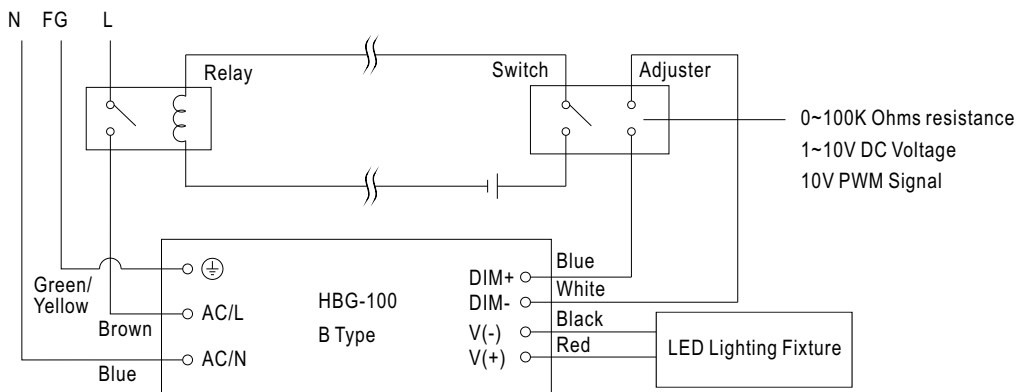 N FG L
Relay
Switch
Adjuster
0~100K Ohms resistance
1~10V DC Voltage
10V PWM Signal
Green/
Yellow
Brown
Blue
AC/L
AC/N
HBG-100
B Type
DIM+
DIM-
V(-)
V(+)
Blue
White
Black
Red
LED Lighting Fixture